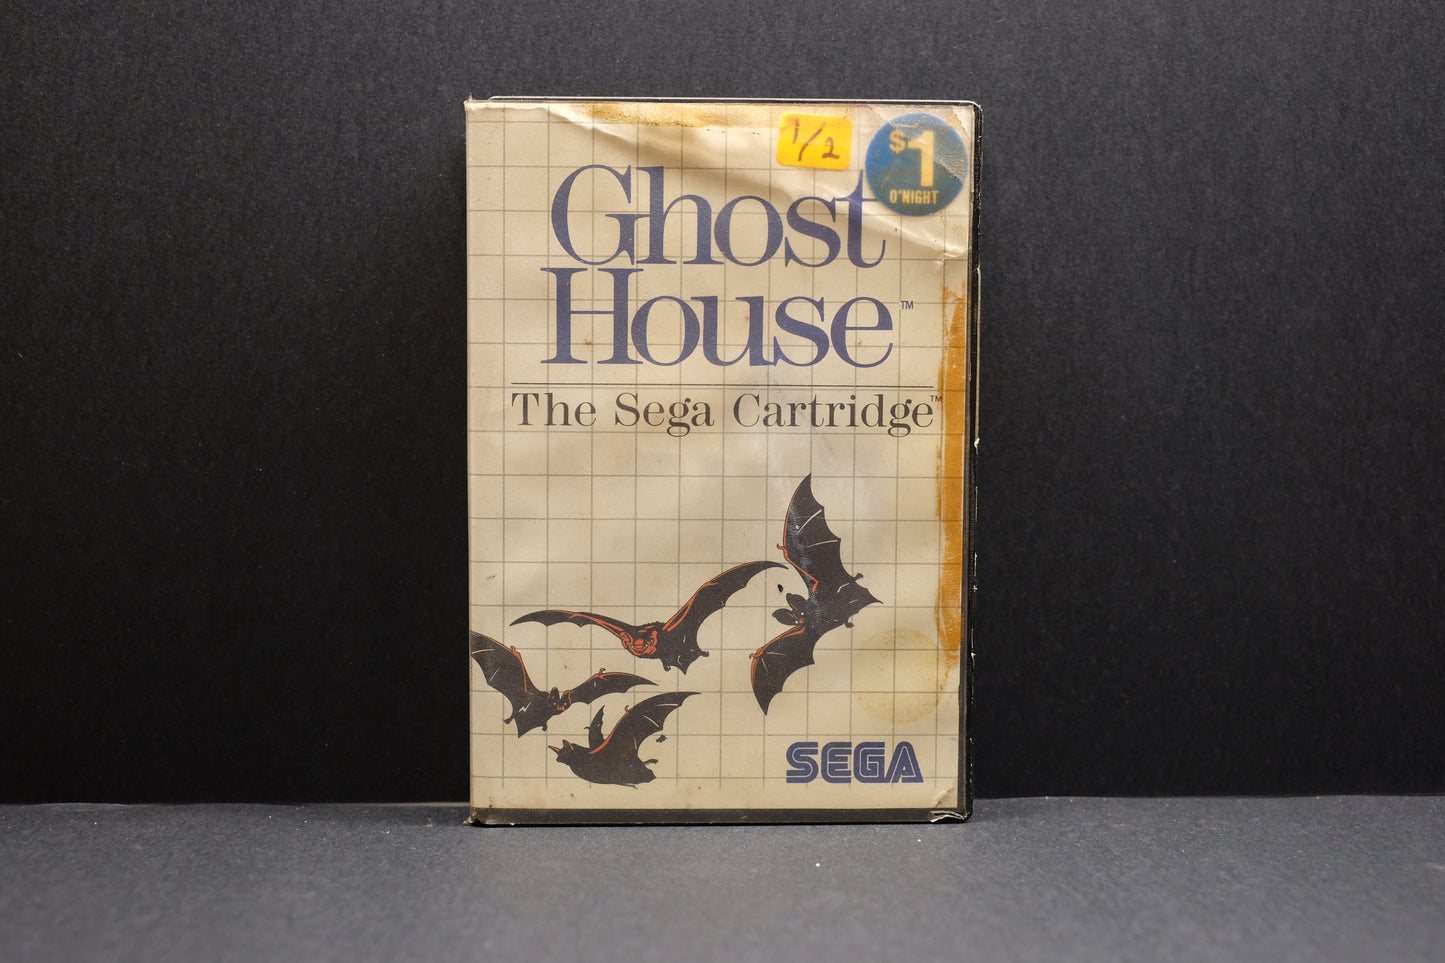 1/2
$1
O'NIGHT
Ghost
House™
The Sega Cartridge™
SEGA